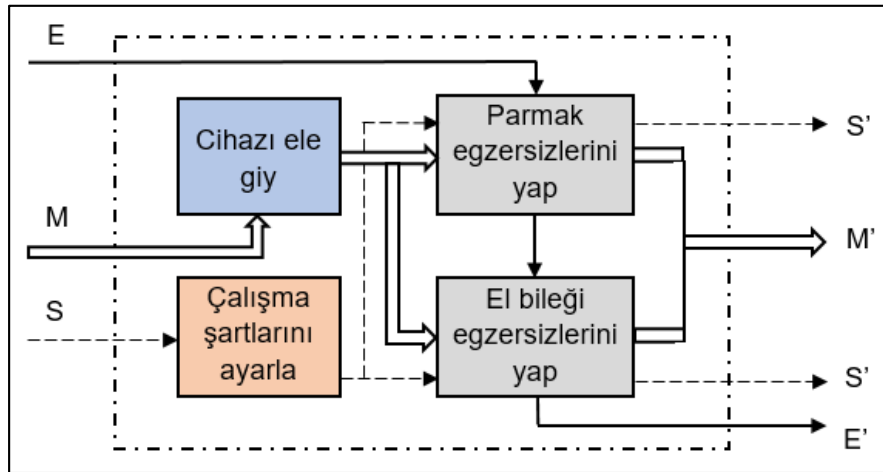 E
Cihazı ele
giy
Parmak
egzersizlerini
yap
S’
M
M’
S
Çalışma
şartlarını
ayarla
El bileği
egzersizlerini
yap
S’
E’